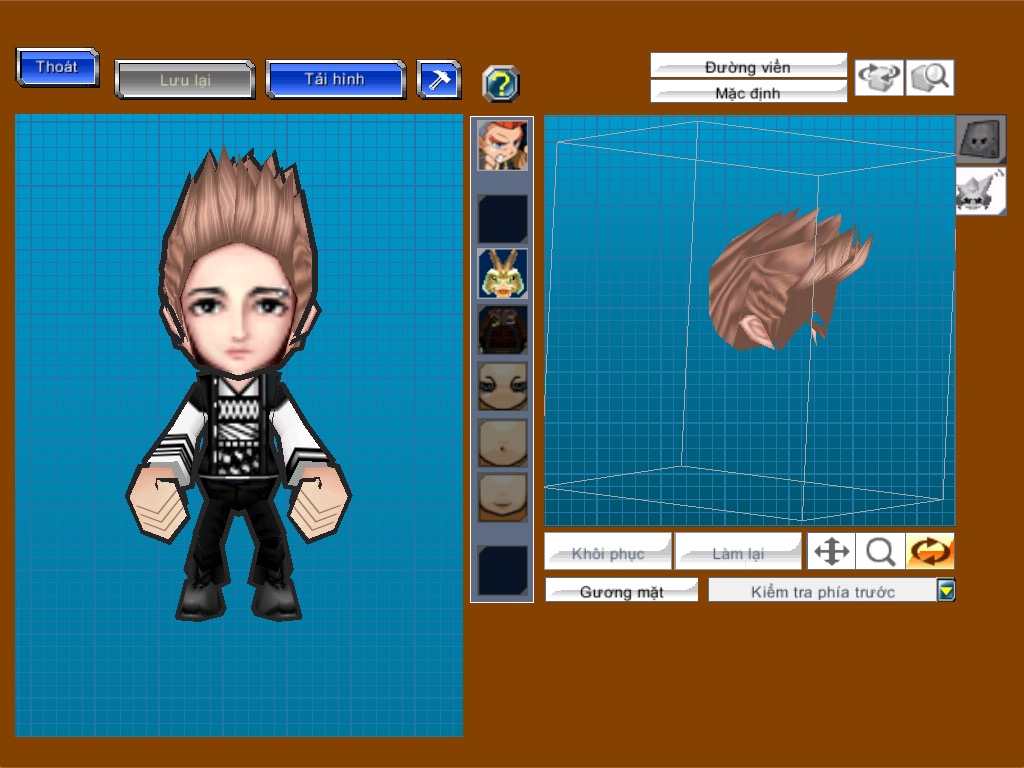 Thoát
Lưu lại
Tải hình
Đường viền
Mặc định
Khôi phục
Làm lại
Gương mặt
Kiểm tra phía trước